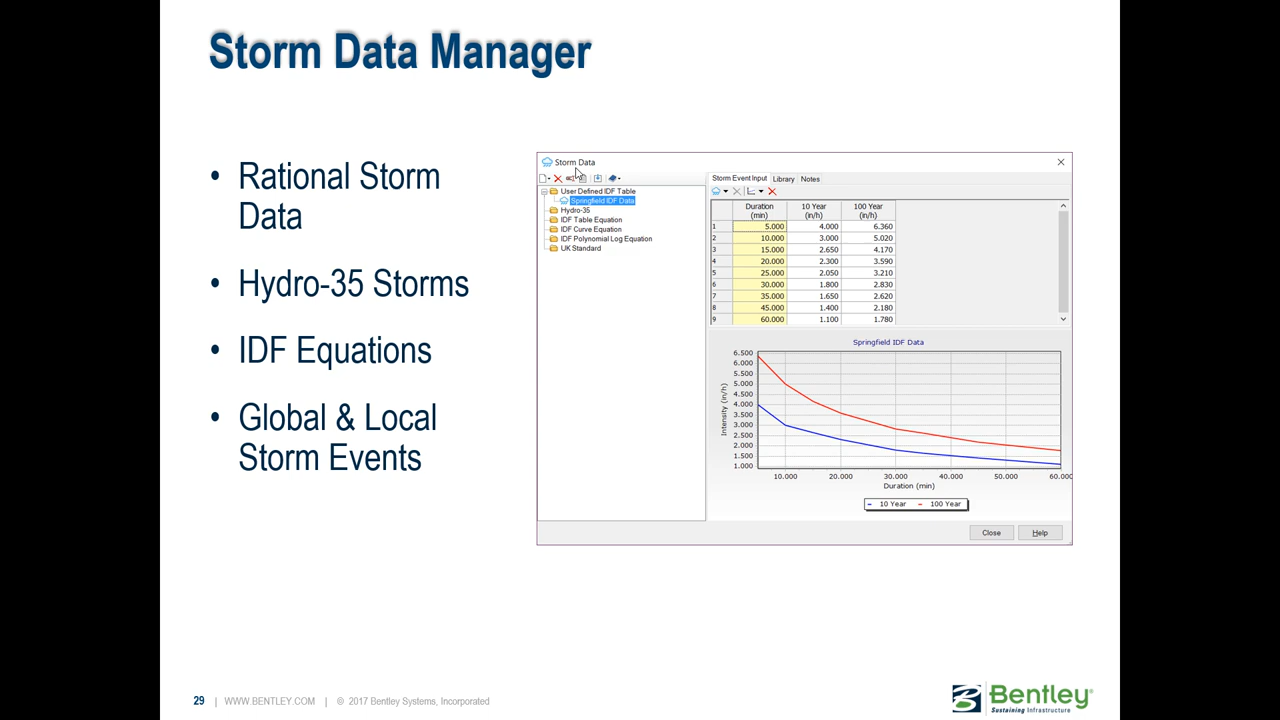 Storm Data Manager
• Rational Storm
Data
• Hydro-35 Storms
• IDF Equations
• Global & Local
Storm Events
Storm Data
User Defined IDF Table
Springfield IDF Data
Hydro-35
IDF Table Equation
IDF Curve Equation
IDF Polynomial Log Equation
UK Standard
Storm Event Input Library Notes
Duration (min) 10 Year (in/h) 100 Year (in/h)
1 5.000 4.000 6.360
2 10.000 3.000 5.020
3 15.000 2.650 4.170
4 20.000 2.300 3.590
5 25.000 2.050 3.210
6 30.000 1.800 2.830
7 35.000 1.650 2.620
8 45.000 1.400 2.180
9 60.000 1.100 1.780
Springfield IDF Data
Intensity (in/h)
6.500
6.000
5.500
5.000
4.500
4.000
3.500
3.000
2.500
2.000
1.500
1.000
10.000 20.000 30.000 40.000 50.000 60.000
Duration (min)
10 Year 100 Year
Close Help
29 | WWW.BENTLEY.COM | © 2017 Bentley Systems, Incorporated
Bentley®
Sustaining Infrastructure